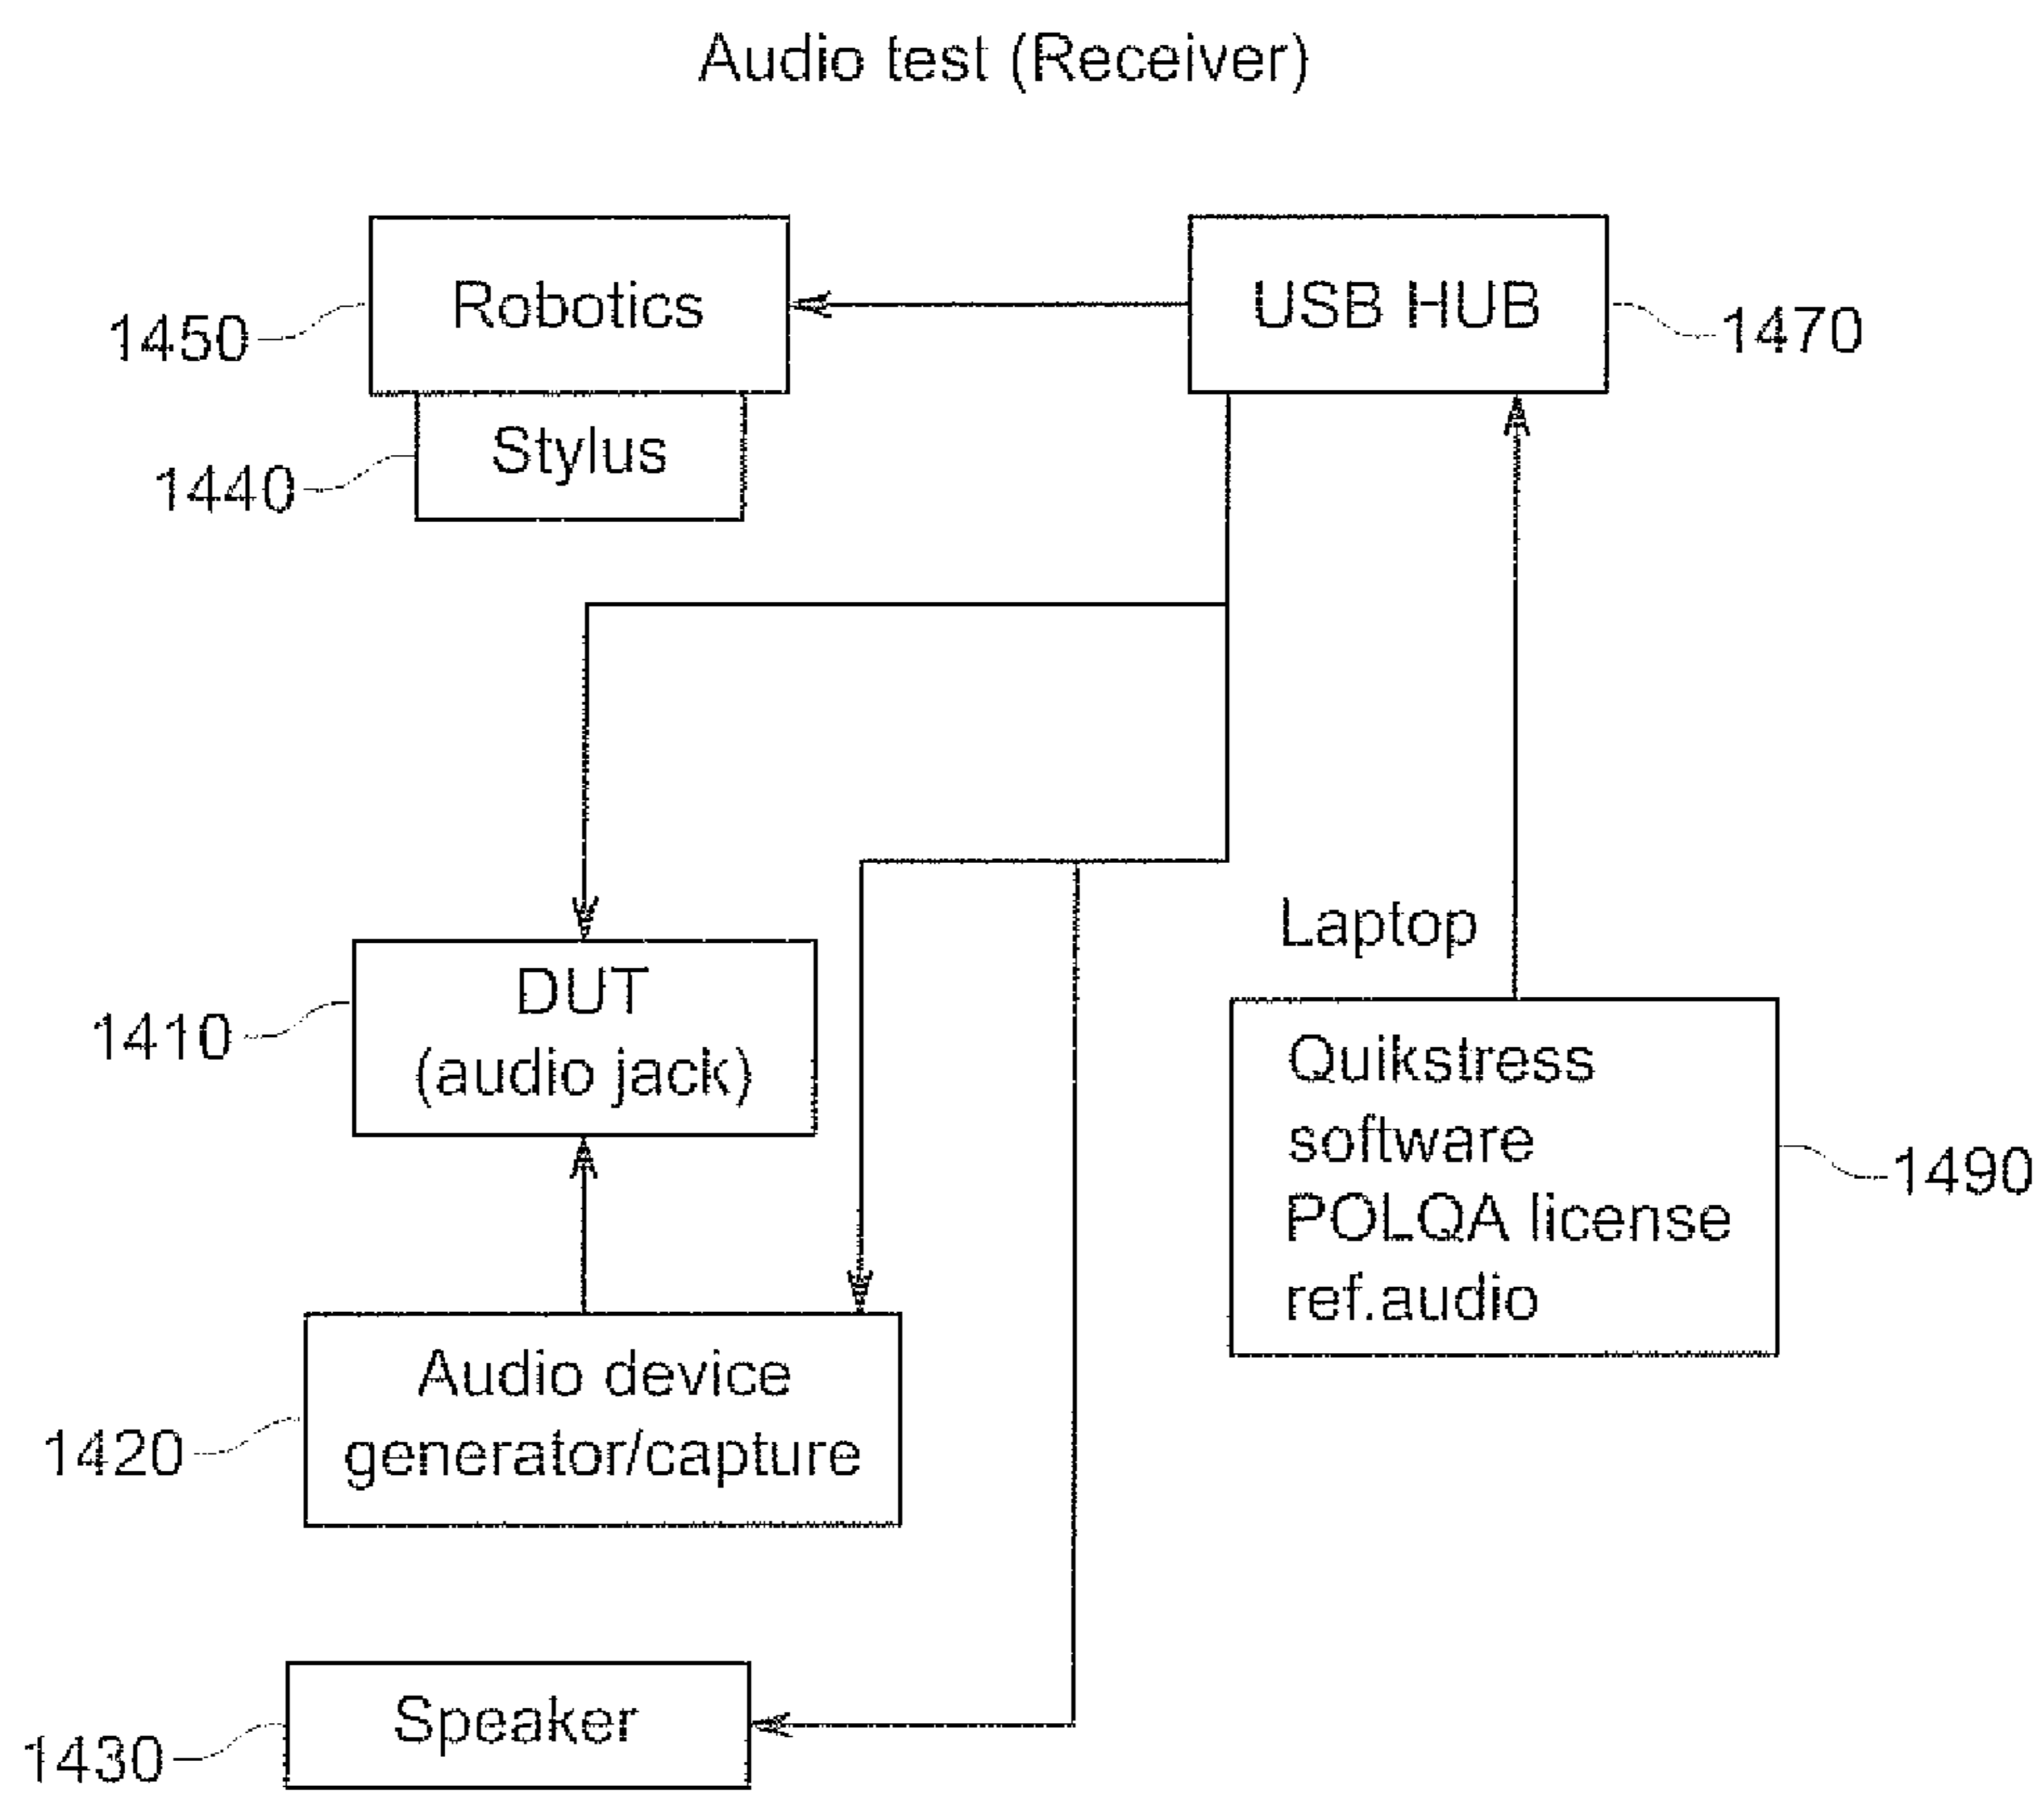 Audio test (Receiver)
Robotics
USB HUB
1450
1470
Stylus
1440
Laptop
DUT
(audio jack)
1410
Quikstress
software
POLQA license
ref.audio
1490
Audio device
generator/capture
1420
Speaker
1430